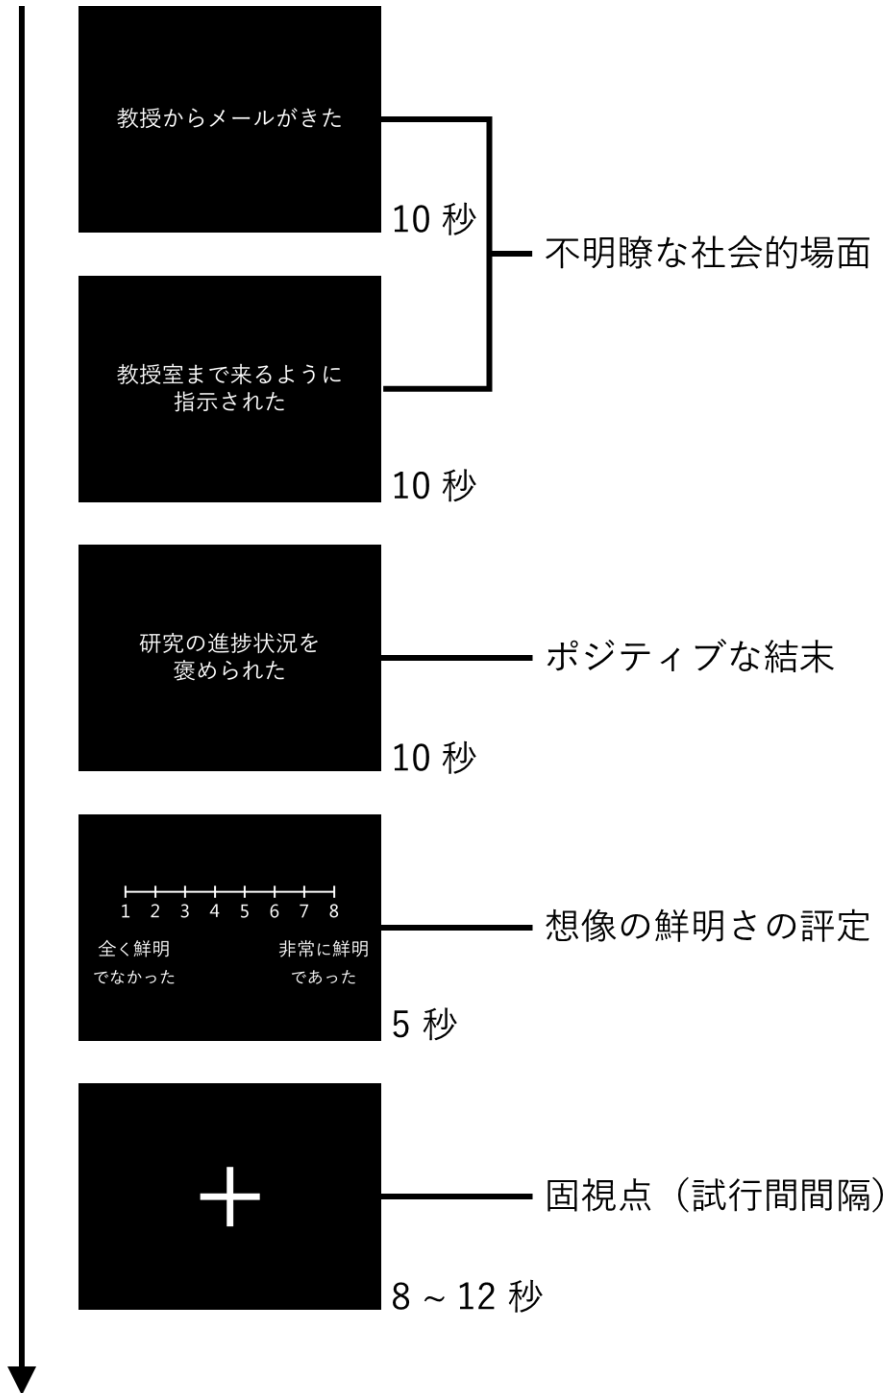 教授からメールがきた
10 秒
不明瞭な社会的場面
教授室まで来るように
指示された
10 秒
研究の進捗状況を
褒められた
ポジティブな結末
10 秒
1 2 3 4 5 6 7 8
全く鮮明
でなかった
非常に鮮明
であった
想像の鮮明さの評定
5 秒
固視点（試行間間隔）
8 ~ 12 秒